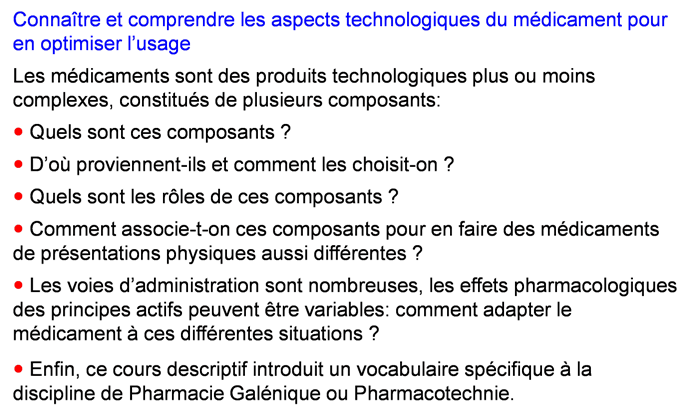 Connaître et comprendre les aspects technologiques du médicament pour
en optimiser l'usage
Les médicaments sont des produits technologiques plus ou moins
complexes, constitués de plusieurs composants:
• Quels sont ces composants ?
• D'où proviennent-ils et comment les choisit-on ?
• Quels sont les rôles de ces composants ?
• Comment associe-t-on ces composants pour en faire des médicaments
de présentations physiques aussi différentes ?
• Les voies d'administration sont nombreuses, les effets pharmacologiques
des principes actifs peuvent être variables: comment adapter le
médicament à ces différentes situations ?
• Enfin, ce cours descriptif introduit un vocabulaire spécifique à la
discipline de Pharmacie Galénique ou Pharmacotechnie.